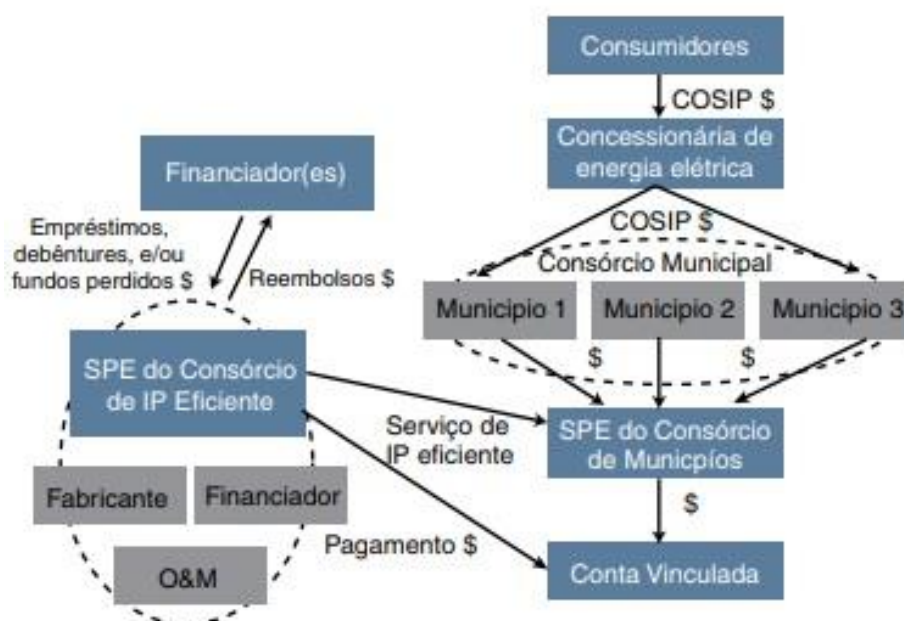 Consumidores
COSIP $
Concessionária de
energia elétrica
Financiador(es)
COSIP $
Empréstimos,
debêntures, e/ou
fundos perdidos $
Reembolsos $
Consórcio Municipal
Municipio 1
Municipio 2
Municipio 3
$
$
SPE do Consórcio
de IP Eficiente
Serviço de
IP eficiente
SPE do Consórcio
de Municpíos
Fabricante
Financiador
$
Pagamento $
O&M
Conta Vinculada